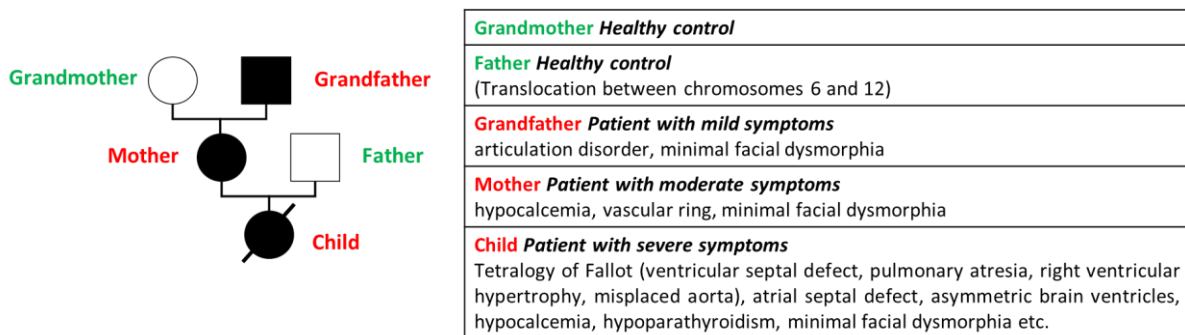 Grandmother
Grandfather
Mother
Father
Child
Grandmother Healthy control
Father Healthy control
(Translocation between chromosomes 6 and 12)
Grandfather Patient with mild symptoms
articulation disorder, minimal facial dysmorphia
Mother Patient with moderate symptoms
hypocalcemia, vascular ring, minimal facial dysmorphia
Child Patient with severe symptoms
Tetralogy of Fallot (ventricular septal defect, pulmonary atresia, right ventricular
hypertrophy, misplaced aorta), atrial septal defect, asymmetric brain ventricles,
hypocalcemia, hypoparathyroidism, minimal facial dysmorphia etc.